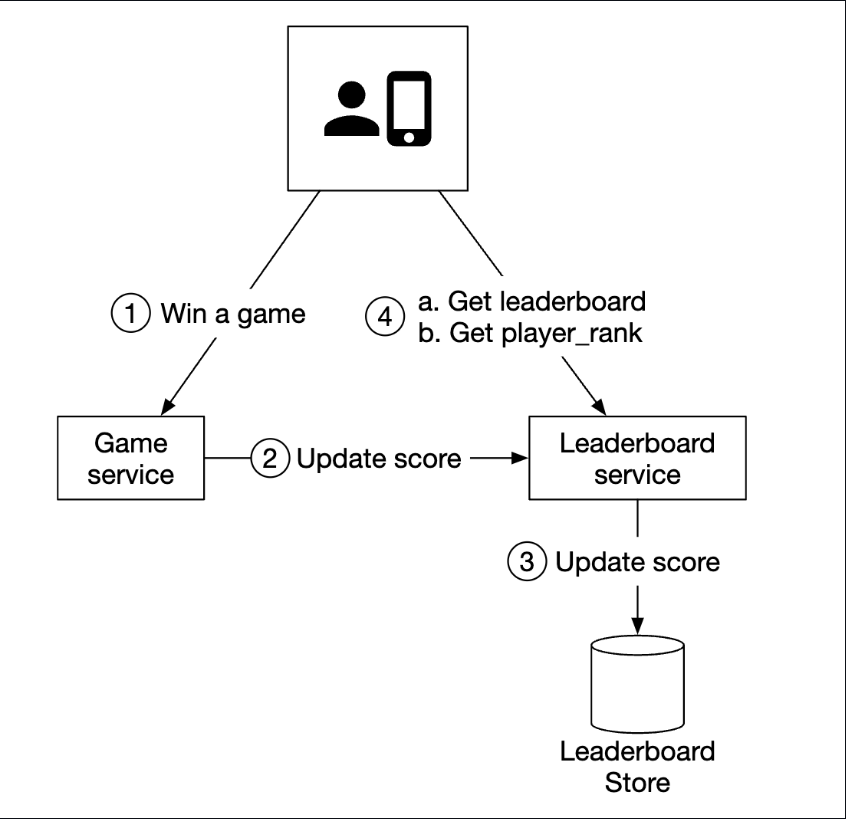 1 Win a game
4 a. Get leaderboard
b. Get player_rank
Game
service
2 Update score
Leaderboard
service
3 Update score
Leaderboard
Store